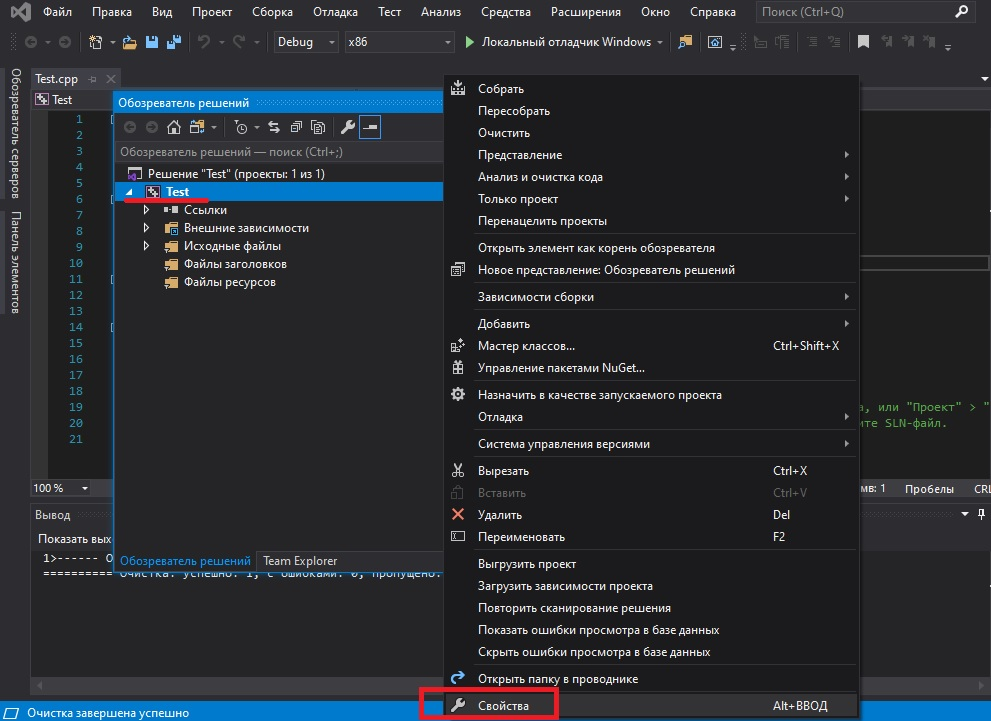 Файл Правка Вид Проект Сборка Отладка Тест Анализ Средства Расширения Окно Справка Поиск (Ctrl+Q)
Debug x86 Локальный отладчик Windows
Обозреватель серверов
Панель элементов
Test.cpp
Test
1
2
3
4
5
6
7
8
9
10
11
12
13
14
15
16
17
18
19
20
21
Обозреватель решений
Обозреватель решений — поиск (Ctrl+;)
Решение "Test" (проекты: 1 из 1)
Test
Ссылки
Внешние зависимости
Исходные файлы
Файлы заголовков
Файлы ресурсов
Обозреватель решений Team Explorer
Собрать
Пересобрать
Очистить
Представление
Анализ и очистка кода
Только проект
Перенацелить проекты
Открыть элемент как корень обозревателя
Новое представление: Обозреватель решений
Зависимости сборки
Добавить
Мастер классов... Ctrl+Shift+X
Управление пакетами NuGet...
Назначить в качестве запускаемого проекта
Отладка
Система управления версиями
Вырезать Ctrl+X
Вставить Ctrl+V
Удалить Del
Переименовать F2
Выгрузить проект
Загрузить зависимости проекта
Повторить сканирование решения
Показать ошибки просмотра в базе данных
Скрыть ошибки просмотра в базе данных
Открыть папку в проводнике
Свойства Alt+ВВОД
а, или "Проект" > "
ите SLN-файл.
100 %
мв: 1 Пробелы CRL
Вывод
Показать вых
1>------ О
========== Очистка: успешно: 1, с ошибками: 0, пропущено:
Очистка завершена успешно